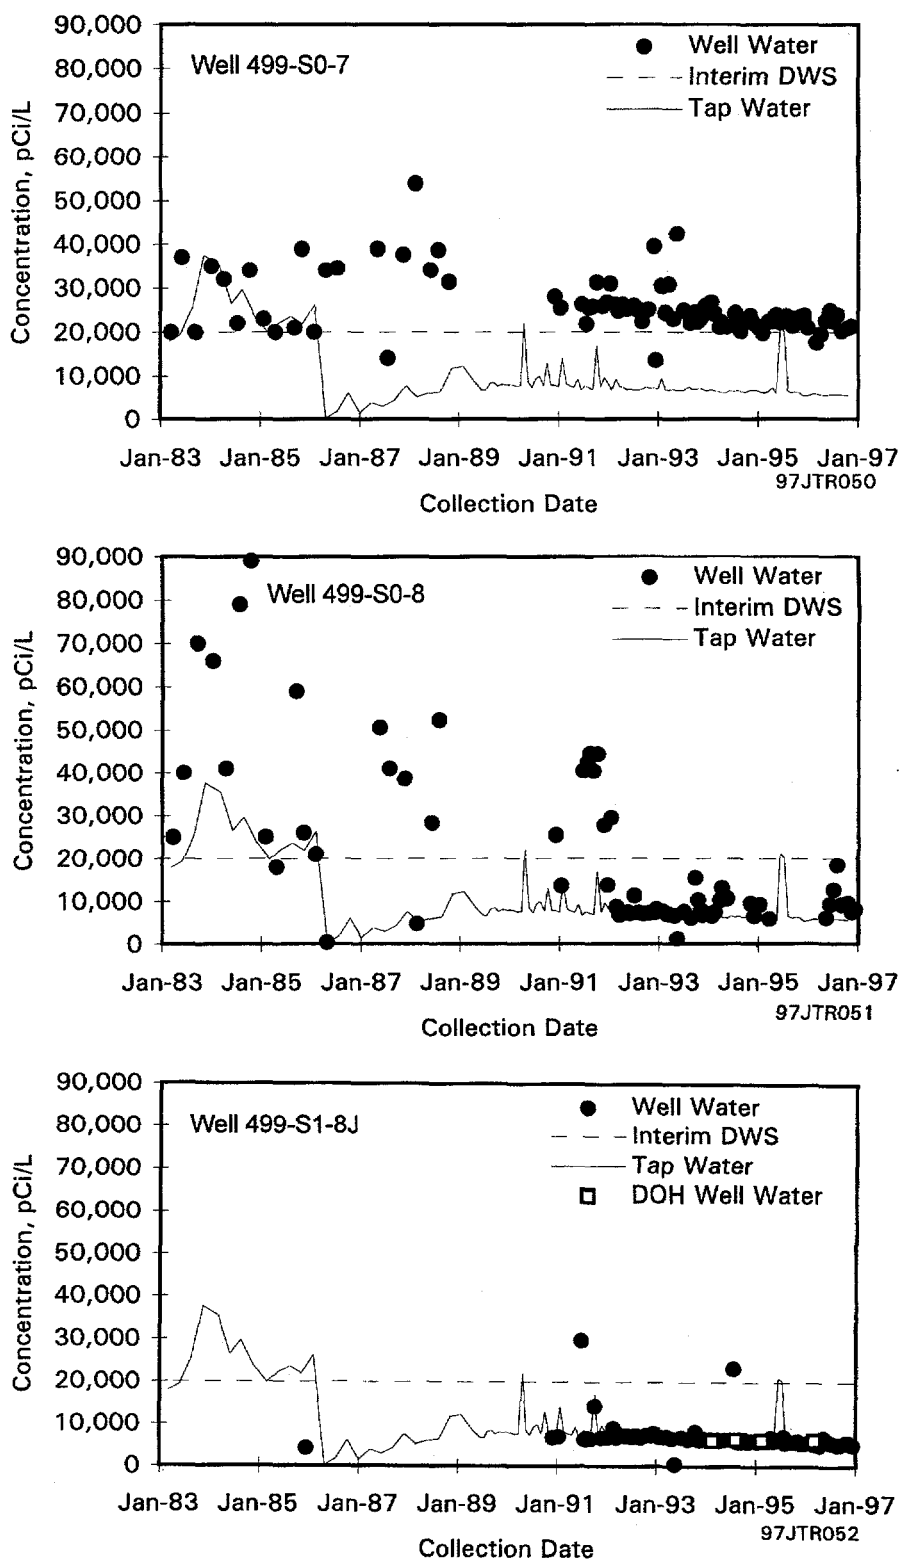 90,000
80,000
70,000
60,000
50,000
40,000
30,000
20,000
10,000
0
Concentration, pCi/L
Well 499-S0-7
Well Water
Interim DWS
Tap Water
Jan-83 Jan-85 Jan-87 Jan-89 Jan-91 Jan-93 Jan-95 Jan-97
97JTR050
Collection Date
90,000
80,000
70,000
60,000
50,000
40,000
30,000
20,000
10,000
0
Concentration, pCi/L
Well 499-S0-8
Well Water
Interim DWS
Tap Water
Jan-83 Jan-85 Jan-87 Jan-89 Jan-91 Jan-93 Jan-95 Jan-97
97JTR051
Collection Date
90,000
80,000
70,000
60,000
50,000
40,000
30,000
20,000
10,000
0
Concentration, pCi/L
Well 499-S1-8J
Well Water
Interim DWS
Tap Water
DOH Well Water
Jan-83 Jan-85 Jan-87 Jan-89 Jan-91 Jan-93 Jan-95 Jan-97
97JTR052
Collection Date